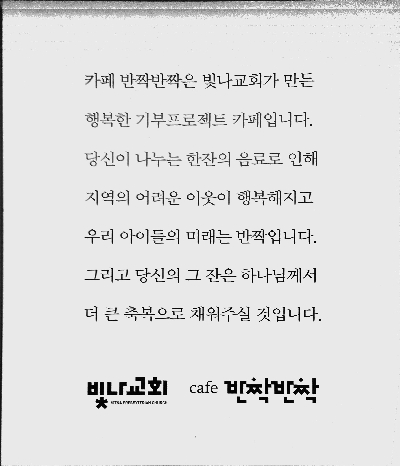 카페 반짝반짝은 빛나교회가 만든
행복한 기부프로젝트 카페입니다.
당신이 나누는 한잔의 음료로 인해
지역의 어려운 이웃이 행복해지고
우리 아이들의 미래는 반짝입니다.
그리고 당신의 그 잔은 하나님께서
더 큰 축복으로 채워주실 것입니다.
빛나교회 cafe 반짝반짝
PRESBYTERIAN CHURCH